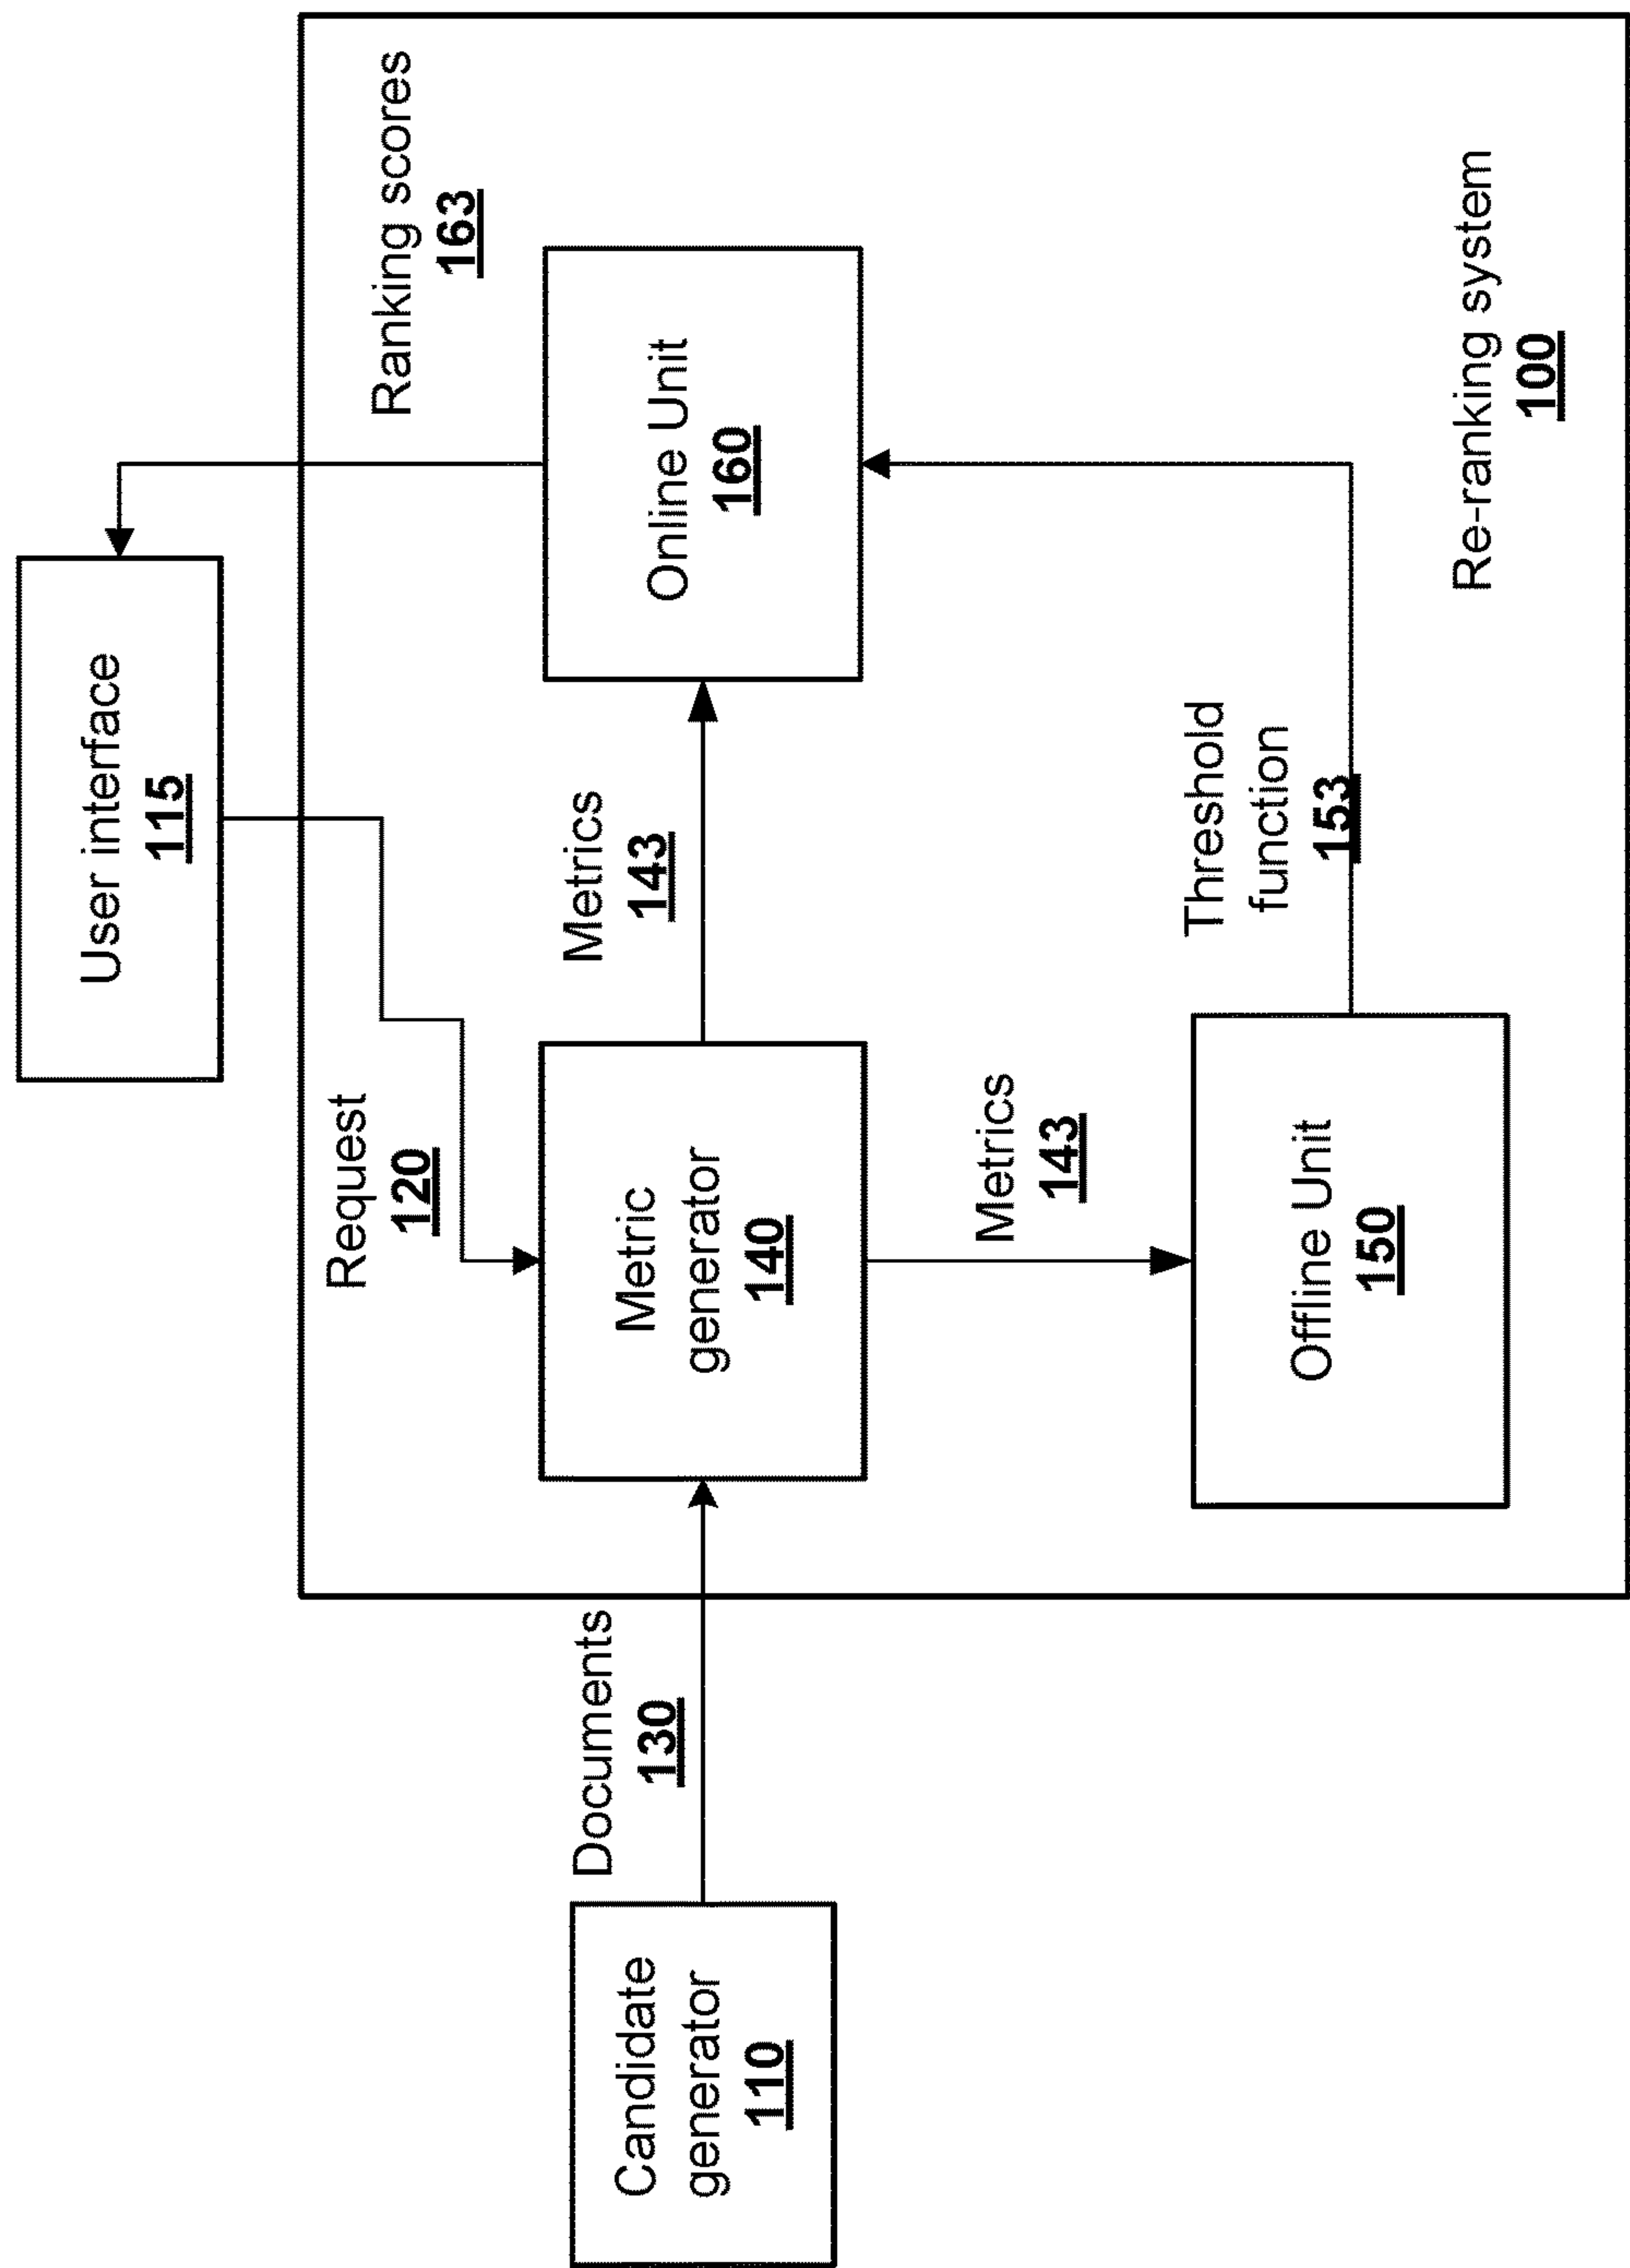 User interface
115
Ranking scores
163
Request
120
Metrics
143
Documents
130
Candidate
generator
110
Metric
generator
140
Online Unit
160
Metrics
143
Threshold
function
153
Offline Unit
150
Re-ranking system
100